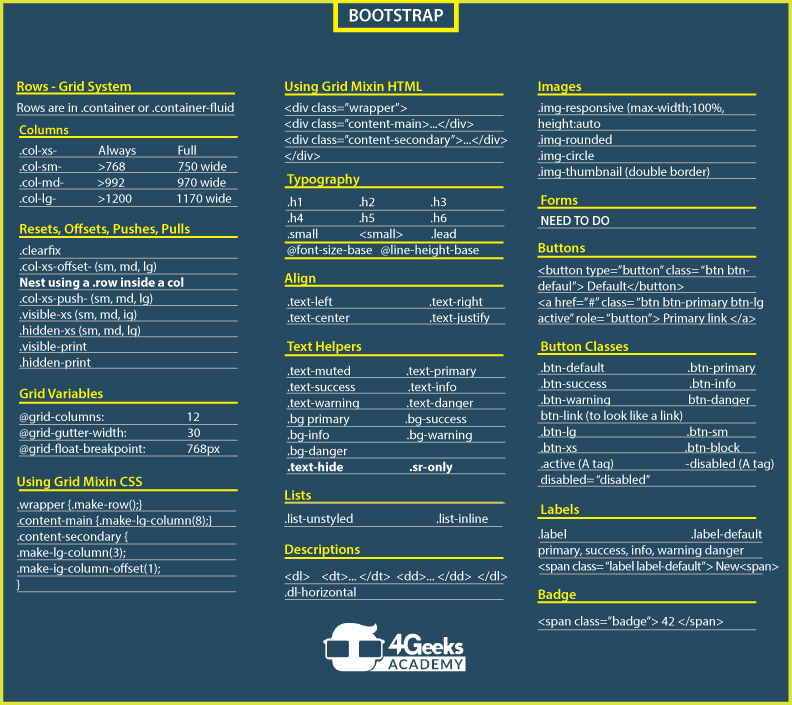 BOOTSTRAP
Rows - Grid System
Rows are in .container or .container-fluid
Columns
.col-xs- Always Full
.col-sm- >768 750 wide
.col-md- >992 970 wide
.col-lg- >1200 1170 wide
Resets, Offsets, Pushes, Pulls
.clearfix
.col-xs-offset- (sm, md, lg)
Nest using a .row inside a col
.col-xs-push- (sm, md, lg)
.visible-xs (sm, md, ig)
.hidden-xs (sm, md, lg)
.visible-print
.hidden-print
Grid Variables
@grid-columns: 12
@grid-gutter-width: 30
@grid-float-breakpoint: 768px
Using Grid Mixin CSS
.wrapper {.make-row();}
.content-main {.make-lg-column(8);}
.content-secondary {
.make-lg-column(3);
.make-ig-column-offset(1);
}
Using Grid Mixin HTML
<div class=”wrapper”>
<div class=”content-main>...</div>
<div class=”content-secondary”>...</div>
</div>
Typography
.h1 .h2 .h3
.h4 .h5 .h6
.small <small> .lead
@font-size-base @line-height-base
Align
.text-left .text-right
.text-center .text-justify
Text Helpers
.text-muted .text-primary
.text-success .text-info
.text-warning .text-danger
.bg primary .bg-success
.bg-info .bg-warning
.bg-danger
.text-hide .sr-only
Lists
.list-unstyled .list-inline
Descriptions
<dl> <dt>... </dt> <dd>... </dd> </dl>
.dl-horizontal
4Geeks
ACADEMY
Images
.img-responsive (max-width;100%,
height:auto
.img-rounded
.img-circle
.img-thumbnail (double border)
Forms
NEED TO DO
Buttons
<button type=”button” class= “btn btn-
defaul”> Default</button>
<a href=”#” class= “btn btn-primary btn-lg
active” role= “button”> Primary link </a>
Button Classes
.btn-default .btn-primary
.btn-success .btn-info
.btn-warning btn-danger
btn-link (to look like a link)
.btn-lg .btn-sm
.btn-xs .btn-block
.active (A tag) -disabled (A tag)
disabled= “disabled”
Labels
.label .label-default
primary, success, info, warning danger
<span class= “label label-default”> New<span>
Badge
<span class=”badge”> 42 </span>